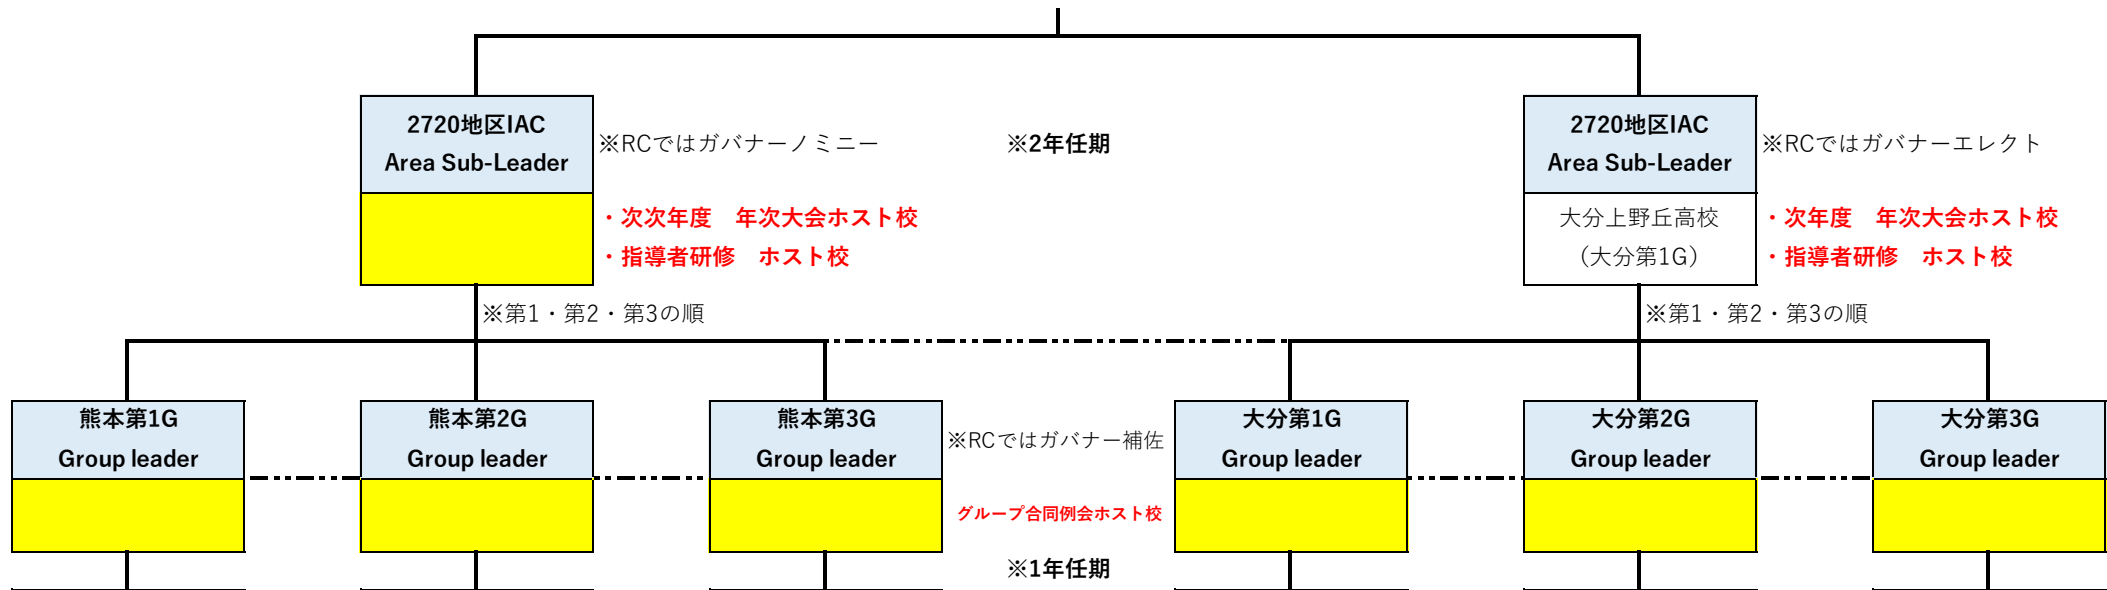 2720地区IAC
Area Sub-Leader
※RCではガバナーノミニー
※2年任期
2720地区IAC
Area Sub-Leader
※RCではガバナーエレクト
・次次年度　年次大会ホスト校
・指導者研修　ホスト校
大分上野丘高校
（大分第1G）
・次年度　年次大会ホスト校
・指導者研修　ホスト校
※第1・第2・第3の順
※第1・第2・第3の順
熊本第1G
Group leader
熊本第2G
Group leader
熊本第3G
Group leader
※RCではガバナー補佐
大分第1G
Group leader
大分第2G
Group leader
大分第3G
Group leader
グループ合同例会ホスト校
※1年任期